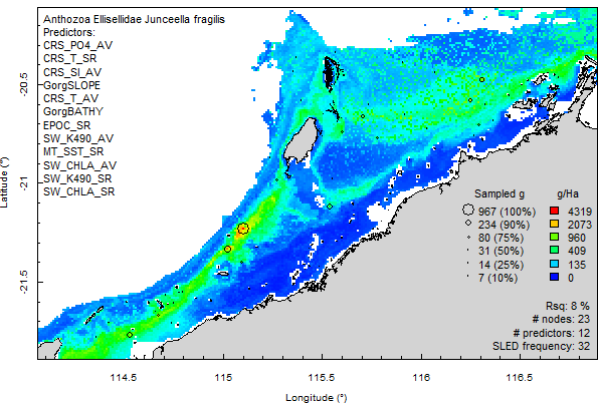 Anthozoa Ellisellidae Junceella fragilis
Predictors:
CRS_PO4_AV
CRS_T_SR
CRS_SI_AV
GorgSLOPE
CRS_T_AV
GorgBATHY
EPOC_SR
SW_K490_AV
MT_SST_SR
SW_CHLA_AV
SW_K490_SR
SW_CHLA_SR
-20.5
-21
-21.5
Latitude (°)
Sampled g g/Ha
967 (100%) 4319
234 (90%) 2073
80 (75%) 960
31 (50%) 409
14 (25%) 135
7 (10%) 0
Rsq: 8 %
# nodes: 23
# predictors: 12
SLED frequency: 32
114.5 115 115.5 116 116.5
Longitude (°)